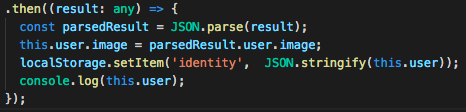 .then((result: any) => {
  const parsedResult = JSON.parse(result);
  this.user.image = parsedResult.user.image;
  localStorage.setItem('identity',  JSON.stringify(this.user));
  console.log(this.user);
});